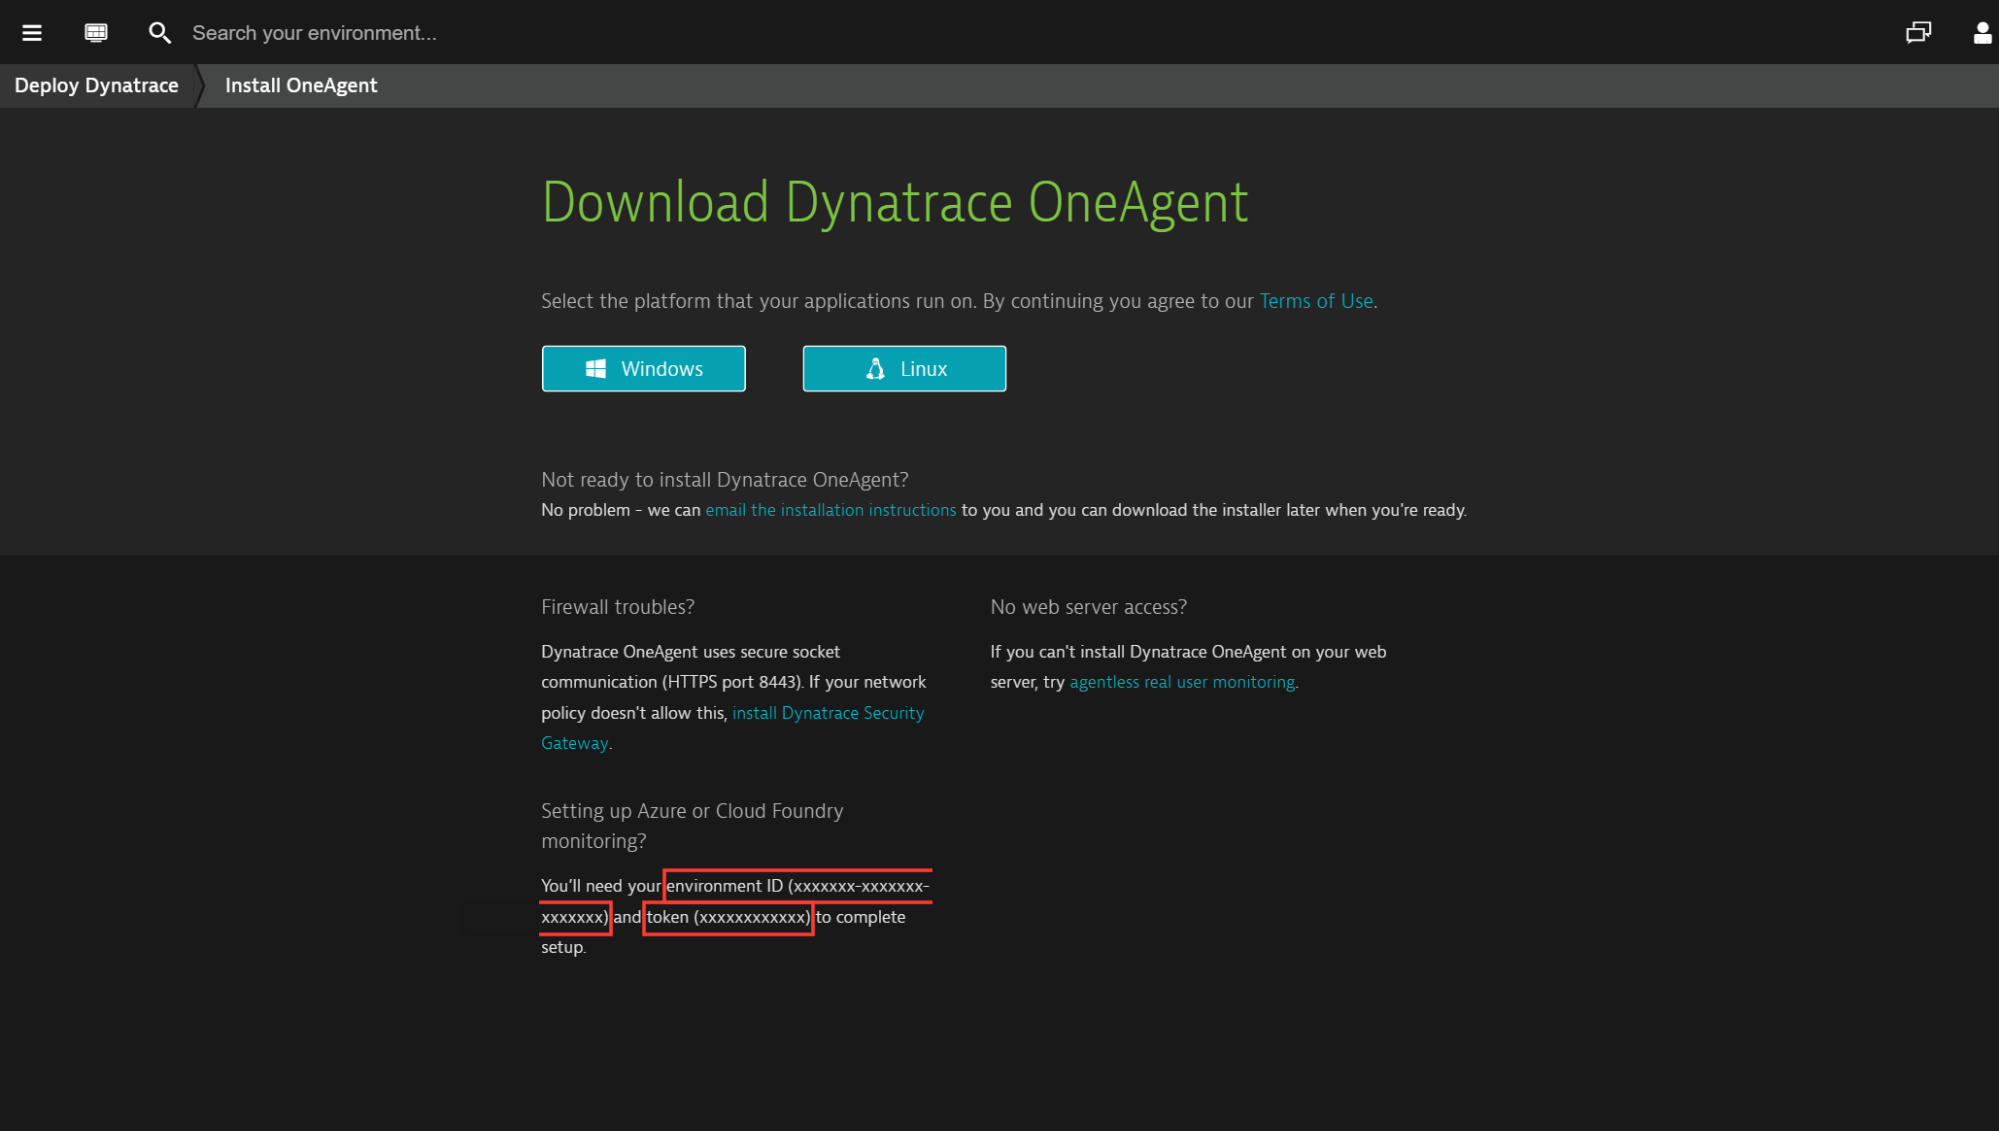 Search your environment...
Deploy Dynatrace
Install OneAgent
Download Dynatrace OneAgent
Select the platform that your applications run on. By continuing you agree to our Terms of Use.
Windows
Linux
Not ready to install Dynatrace OneAgent?
No problem - we can email the installation instructions to you and you can download the installer later when you're ready.
Firewall troubles?
Dynatrace OneAgent uses secure socket
communication (HTTPS port 8443). If your network
policy doesn't allow this, install Dynatrace Security
Gateway.
No web server access?
If you can't install Dynatrace OneAgent on your web
server, try agentless real user monitoring.
Setting up Azure or Cloud Foundry
monitoring?
You'll need your environment ID (xxxxxxx-xxxxxxx-
xxxxxxx) and token (xxxxxxxxxxxx) to complete
setup.